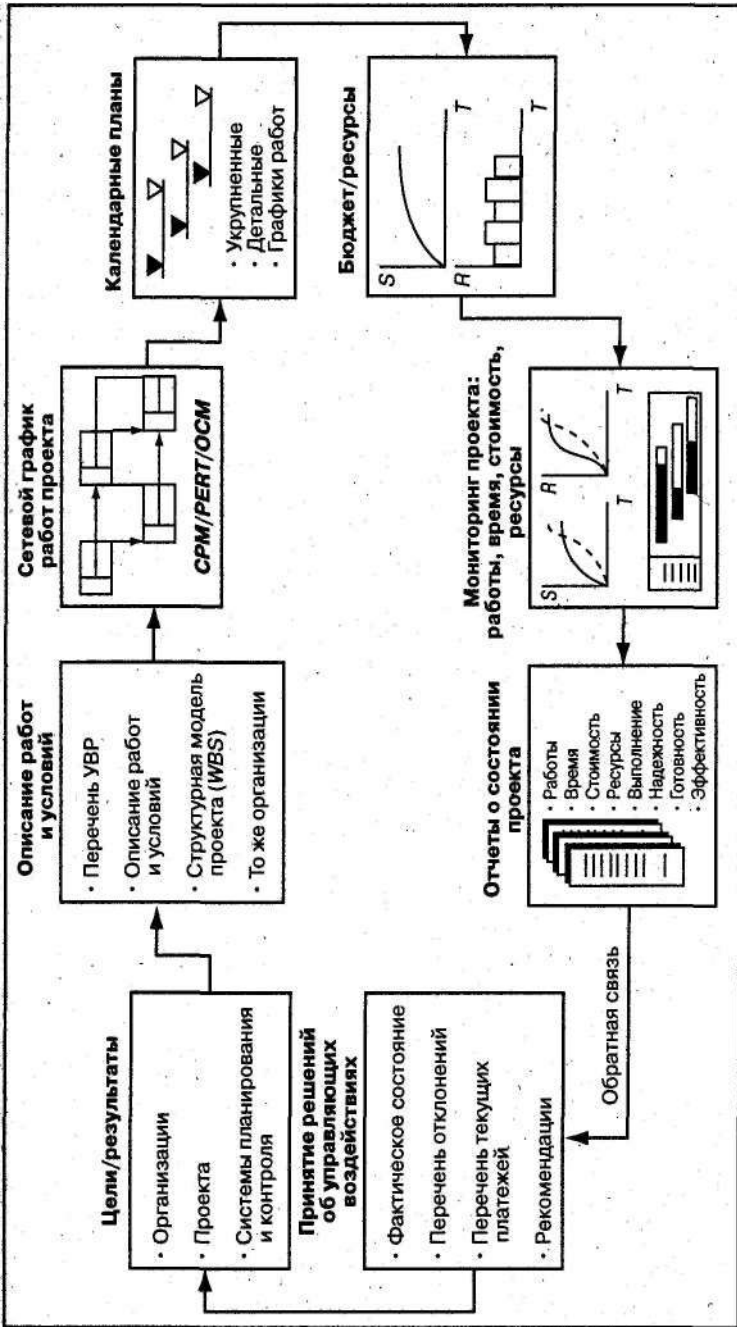 Цели/результаты
· Организации
· Проекта
· Системы планирования
и контроля
Описание работ
и условий
· Перечень УВР
· Описание работ
и условий
· Структурная модель
проекта (WBS)
· То же организации
Сетевой график
работ проекта
CPM/PERT/OCM
Календарные планы
· Укрупненные
· Детальные
· Графики работ
Бюджет/ресурсы
S
T
R
T
Мониторинг проекта:
работы, время, стоимость,
ресурсы
S
T
R
T
Отчеты о состоянии
проекта
· Работы
· Время
· Стоимость
· Ресурсы
· Выполнение
· Надежность
· Готовность
· Эффективность
Обратная связь
Принятие решений
об управляющих
воздействиях
· Фактическое состояние
· Перечень отклонений
· Перечень текущих
платежей
· Рекомендации